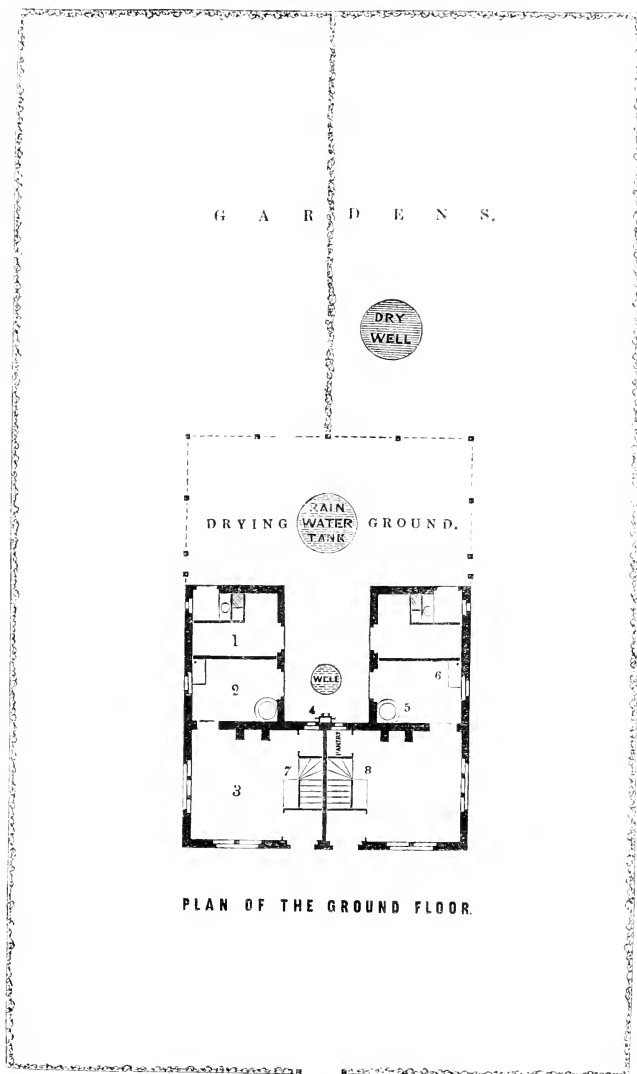 GARDENS.
DRY
WELL
DRYING GROUND.
RAIN
WATER
TANK
1
2
WELL
6
4
5
PANTRY
7
8
3
PLAN OF THE GROUND FLOOR.